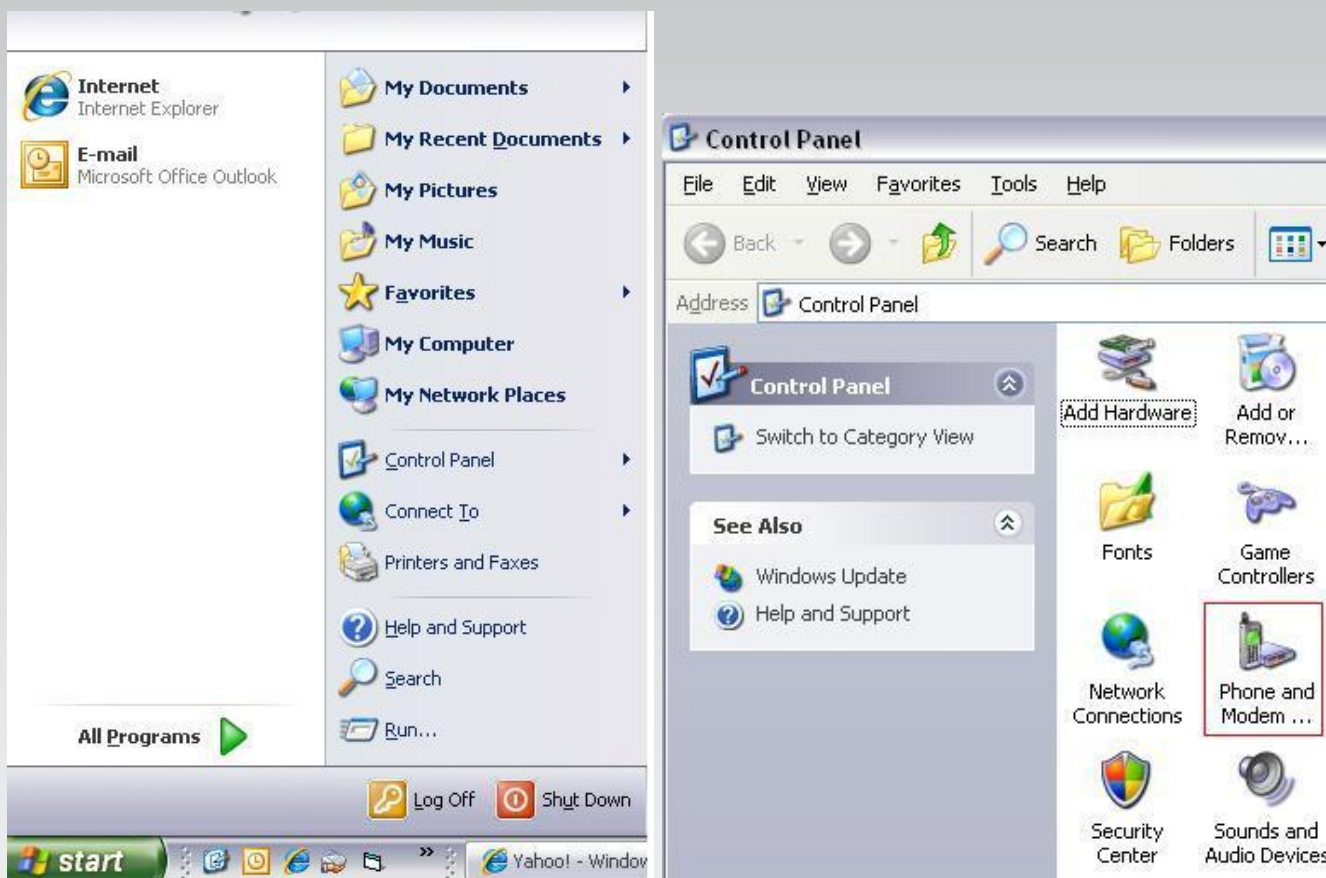 Internet
Internet Explorer
E-mail
Microsoft Office Outlook
All Programs
My Documents
My Recent Documents
My Pictures
My Music
Favorites
My Computer
My Network Places
Control Panel
Connect To
Printers and Faxes
Help and Support
Search
Run...
Log Off
Shut Down
start
»
Yahoo! - Window
Control Panel
File Edit View Favorites Tools Help
Back Search Folders
Address Control Panel
Control Panel
Switch to Category View
See Also
Windows Update
Help and Support
Add Hardware
Add or
Remov...
Fonts
Game
Controllers
Network
Connections
Phone and
Modem ...
Security
Center
Sounds and
Audio Devices